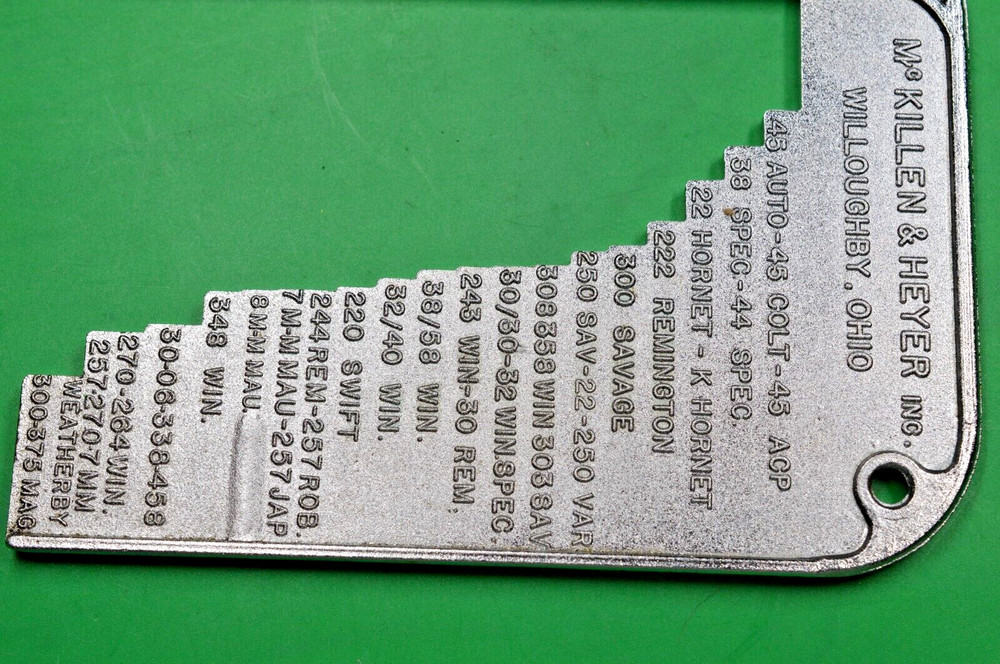 McKILLEN & HEYER INC.
WILLOUGHBY, OHIO
45 AUTO-45 COLT-45 ACP
38 SPEC-44 SPEC.
22 HORNET - K HORNET
222 REMINGTON
300 SAVAGE
250 SAV-22-250 VAR
308 358 WIN 303 SAV
30/30-32 WIN.SPEC.
243 WIN-30 REM.
38/58 WIN.
32/40 WIN.
220 SWIFT
244 REM-257 ROB.
7 M-M MAU-257 JAP
8 M-M MAU.
348 WIN.
30-06-338-458
270-264 WIN.
257-270 7MM
WEATHERBY
300-375 MAG.